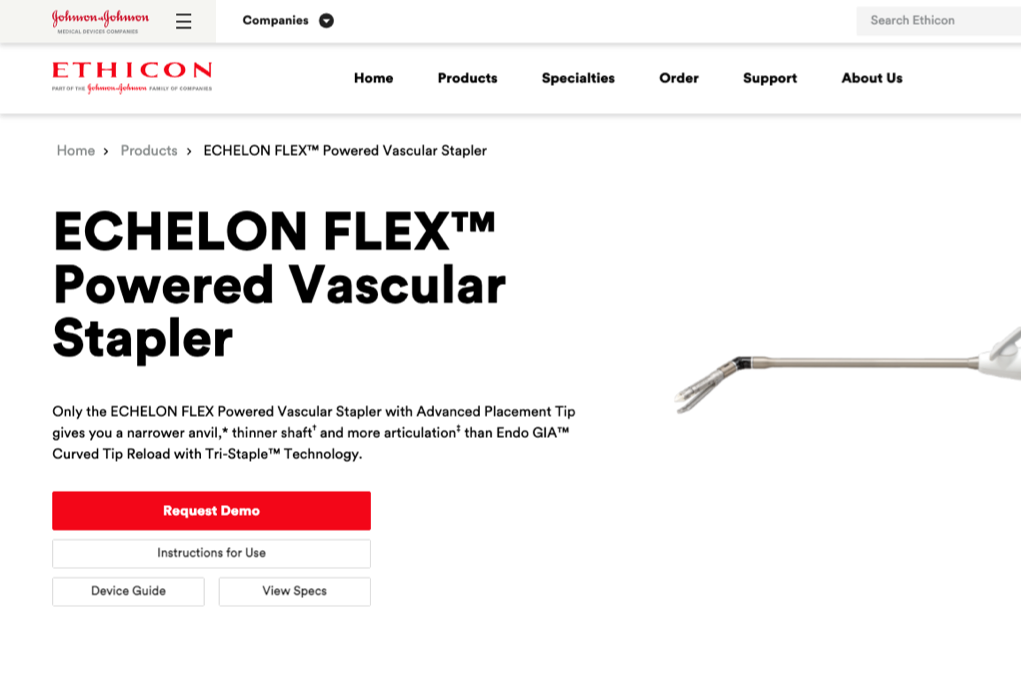 Johnson & Johnson
MEDICAL DEVICES COMPANIES
Companies
Search Ethicon
ETHICON
PART OF THE Johnson & Johnson FAMILY OF COMPANIES
Home
Products
Specialties
Order
Support
About Us
Home > Products > ECHELON FLEX™ Powered Vascular Stapler
ECHELON FLEX™
Powered Vascular
Stapler
Only the ECHELON FLEX Powered Vascular Stapler with Advanced Placement Tip
gives you a narrower anvil,* thinner shaft† and more articulation‡ than Endo GIA™
Curved Tip Reload with Tri-Staple™ Technology.
Request Demo
Instructions for Use
Device Guide
View Specs